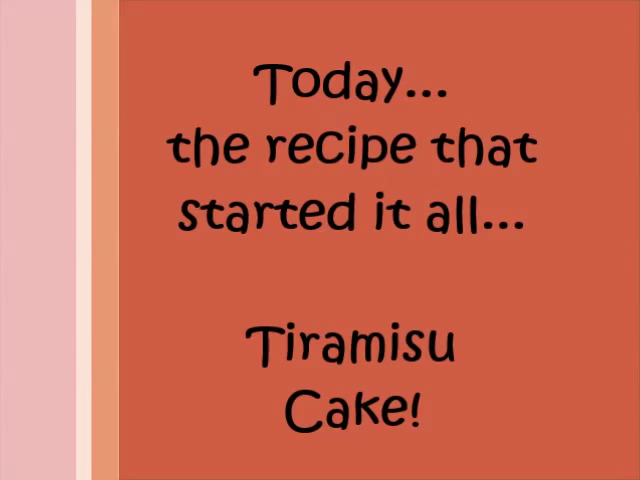 Today...
the recipe that
started it all...
Tiramisu
Cake!